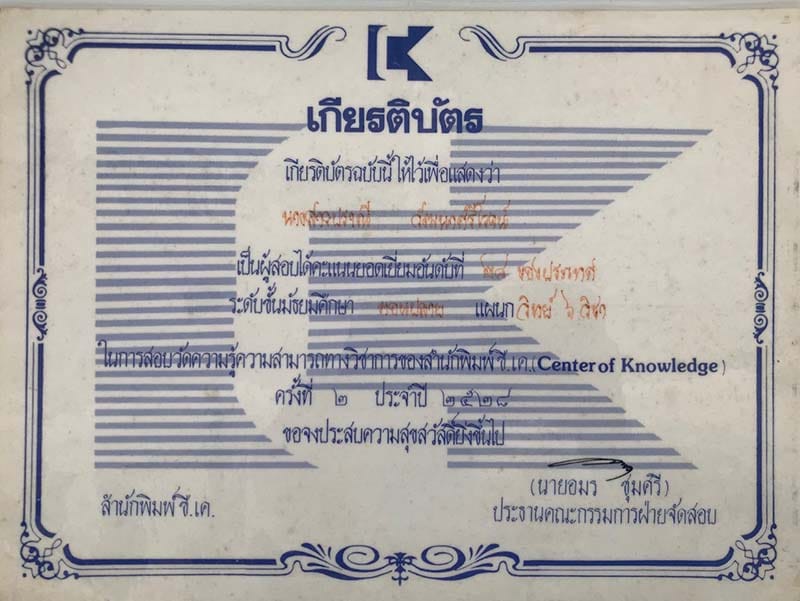 CK
เกียรติบัตร
เกียรติบัตรฉบับนี้ให้ไว้เพื่อแสดงว่า
เป็นผู้สอบได้คะแนนยอดเยี่ยมอันดับที่ ของประเทศ
ระดับชั้นมัธยมศึกษา ตอนปลาย แผนก วิทย์ ๖ วิชา
ในการสอบวัดความรู้ความสามารถทางวิชาการของสำนักพิมพ์ ซี.เค.(Center of Knowledge)
ครั้งที่ ๒ ประจำปี ๒๕๒๘
ขอจงประสบความสุขสวัสดิ์ยิ่งขึ้นไป
(นายอมร ชุมศรี)
สำนักพิมพ์ ซี.เค.
ประธานคณะกรรมการฝ่ายจัดสอบ